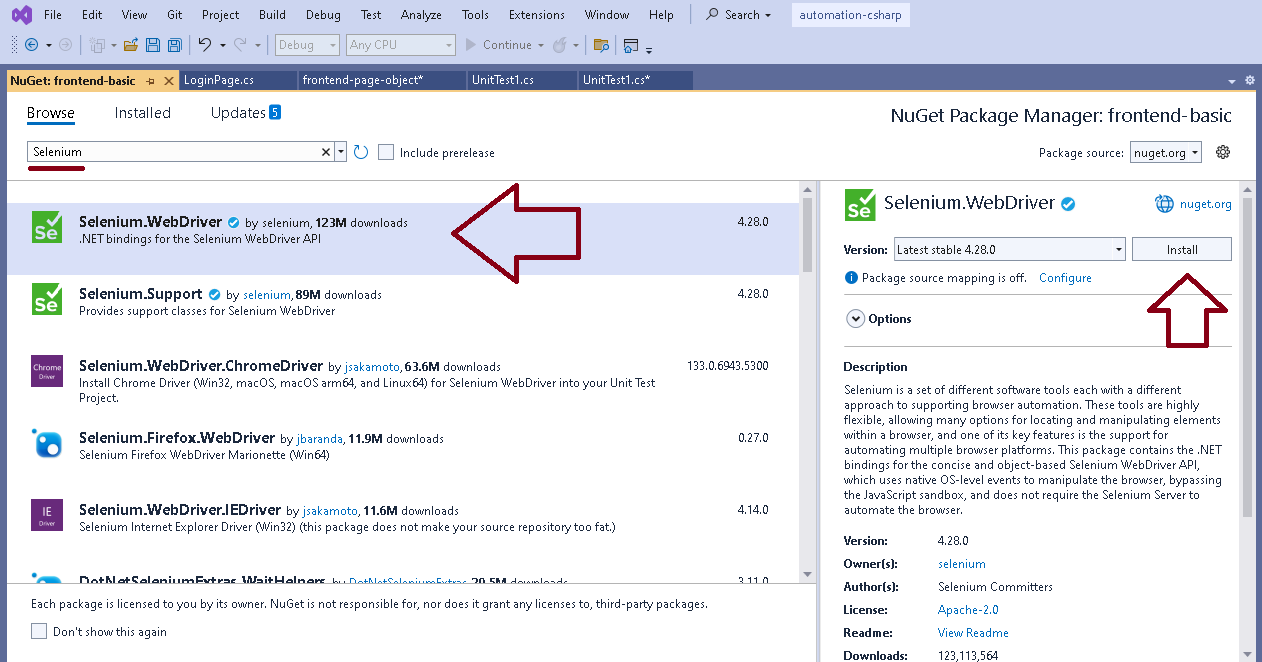 File Edit View Git Project Build Debug Test Analyze Tools Extensions Window Help Search automation-csharp
Debug Any CPU Continue
NuGet: frontend-basic LoginPage.cs frontend-page-object* UnitTest1.cs UnitTest1.cs*
Browse Installed Updates 5
NuGet Package Manager: frontend-basic
Selenium Include prerelease
Package source: nuget.org
Se Selenium.WebDriver by selenium, 123M downloads 4.28.0
.NET bindings for the Selenium WebDriver API
Se Selenium.Support by selenium, 89M downloads 4.28.0
Provides support classes for Selenium WebDriver
Chrome Driver Selenium.WebDriver.ChromeDriver by jsakamoto, 63.6M downloads 133.0.6943.5300
Install Chrome Driver (Win32, macOS, macOS arm64, and Linux64) for Selenium WebDriver into your Unit Test
Project.
Selenium.Firefox.WebDriver by jbaranda, 11.9M downloads 0.27.0
Selenium Firefox WebDriver Marionette (Win64)
IE Driver Selenium.WebDriver.IEDriver by jsakamoto, 11.6M downloads 4.14.0
Selenium Internet Explorer Driver (Win32) (this package does not make your source repository too fat.)
DotNetSeleniumExtras.WaitHelpers by DotNetSeleniumExtras, 20.5M downloads 3.11.0
Each package is licensed to you by its owner. NuGet is not responsible for, nor does it grant any licenses to, third-party packages.
Don't show this again
Se Selenium.WebDriver nuget.org
Version: Latest stable 4.28.0 Install
Package source mapping is off. Configure
Options
Description
Selenium is a set of different software tools each with a different
approach to supporting browser automation. These tools are highly
flexible, allowing many options for locating and manipulating elements
within a browser, and one of its key features is the support for
automating multiple browser platforms. This package contains the .NET
bindings for the concise and object-based Selenium WebDriver API,
which uses native OS-level events to manipulate the browser, bypassing
the JavaScript sandbox, and does not require the Selenium Server to
automate the browser.
Version: 4.28.0
Owner(s): selenium
Author(s): Selenium Committers
License: Apache-2.0
Readme: View Readme
Downloads: 123,113,564